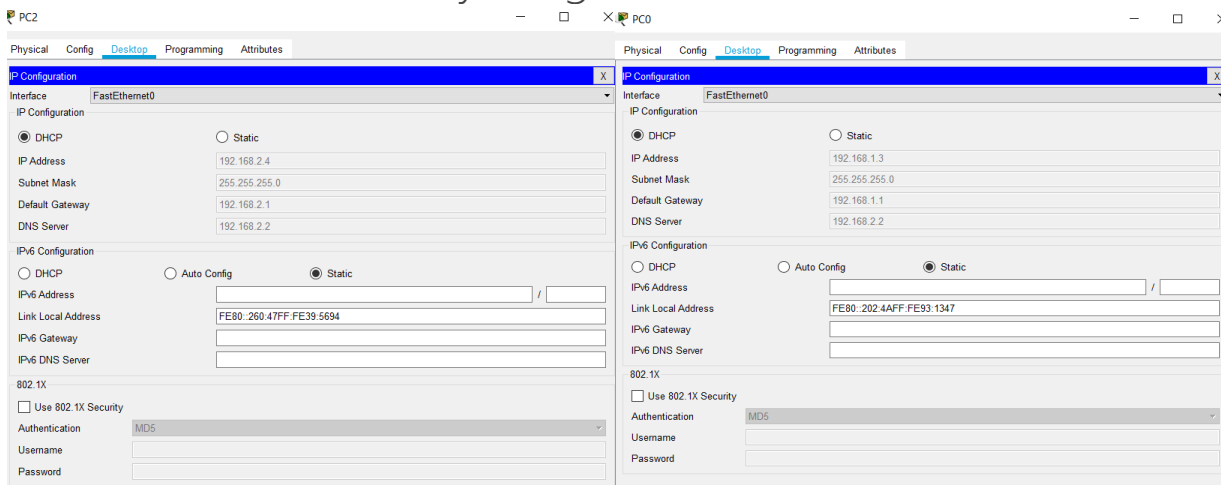 PC2
Physical Config Desktop Programming Attributes
IP Configuration X
Interface FastEthernet0
IP Configuration
DHCP Static
IP Address 192.168.2.4
Subnet Mask 255.255.255.0
Default Gateway 192.168.2.1
DNS Server 192.168.2.2
IPv6 Configuration
DHCP Auto Config Static
IPv6 Address /
Link Local Address FE80::260:47FF:FE39:5694
IPv6 Gateway
IPv6 DNS Server
802.1X
Use 802.1X Security
Authentication MD5
Username
Password
PC0
Physical Config Desktop Programming Attributes
IP Configuration X
Interface FastEthernet0
IP Configuration
DHCP Static
IP Address 192.168.1.3
Subnet Mask 255.255.255.0
Default Gateway 192.168.1.1
DNS Server 192.168.2.2
IPv6 Configuration
DHCP Auto Config Static
IPv6 Address /
Link Local Address FE80::202:4AFF:FE93:1347
IPv6 Gateway
IPv6 DNS Server
802.1X
Use 802.1X Security
Authentication MD5
Username
Password